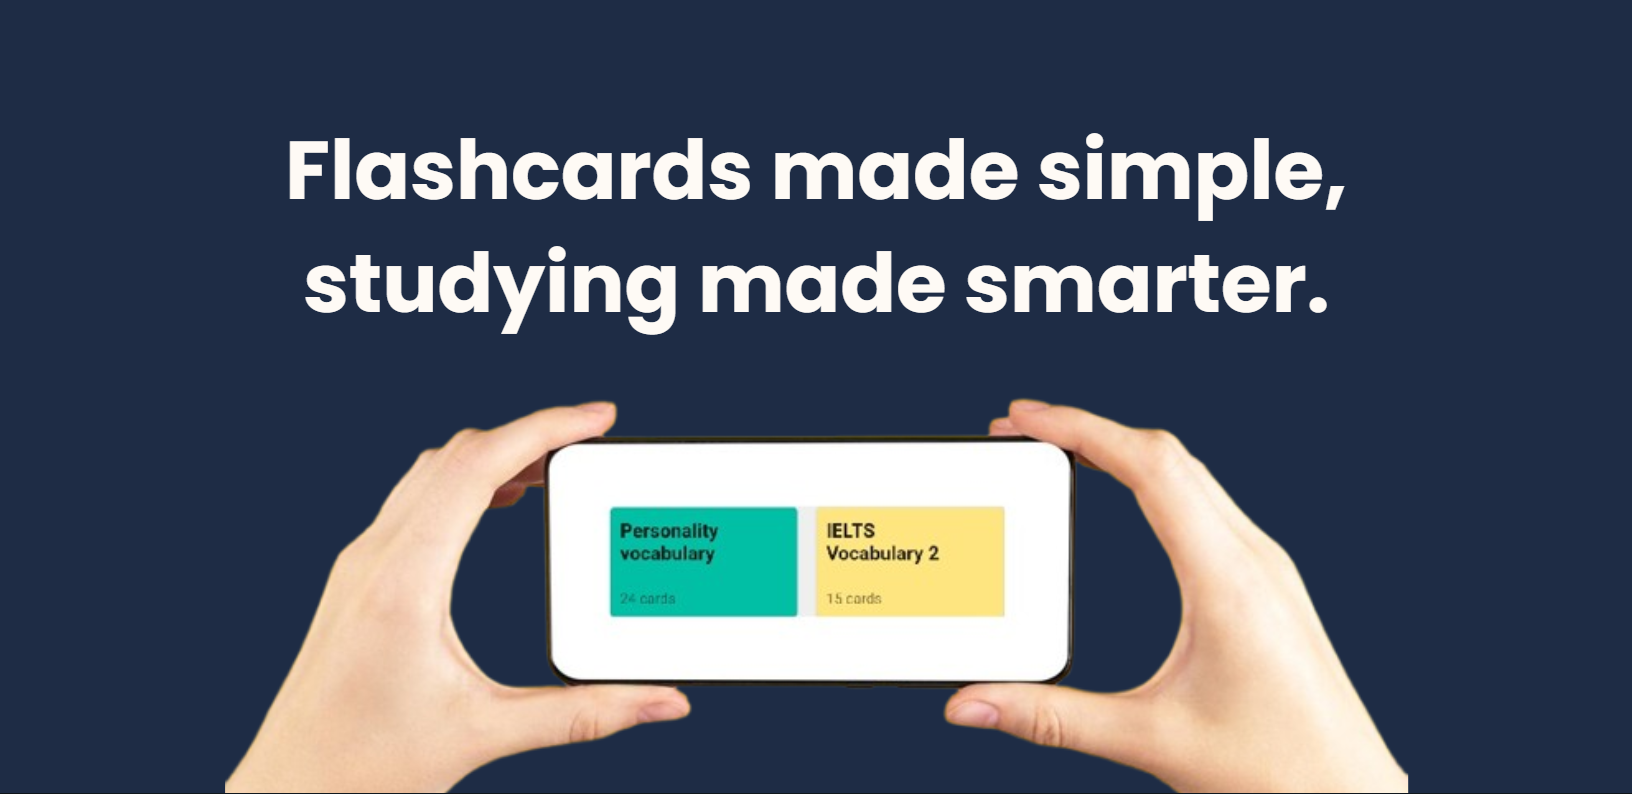 Flashcards made simple,
studying made smarter.
Personality
vocabulary
24 cards
IELTS
Vocabulary 2
15 cards